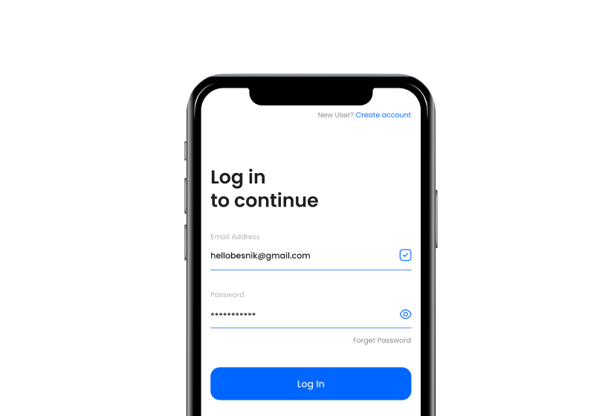 New User? Create account
Log in
to continue
Email Address
hellobesnik@gmail.com
Password
***********
Forget Password
Log In